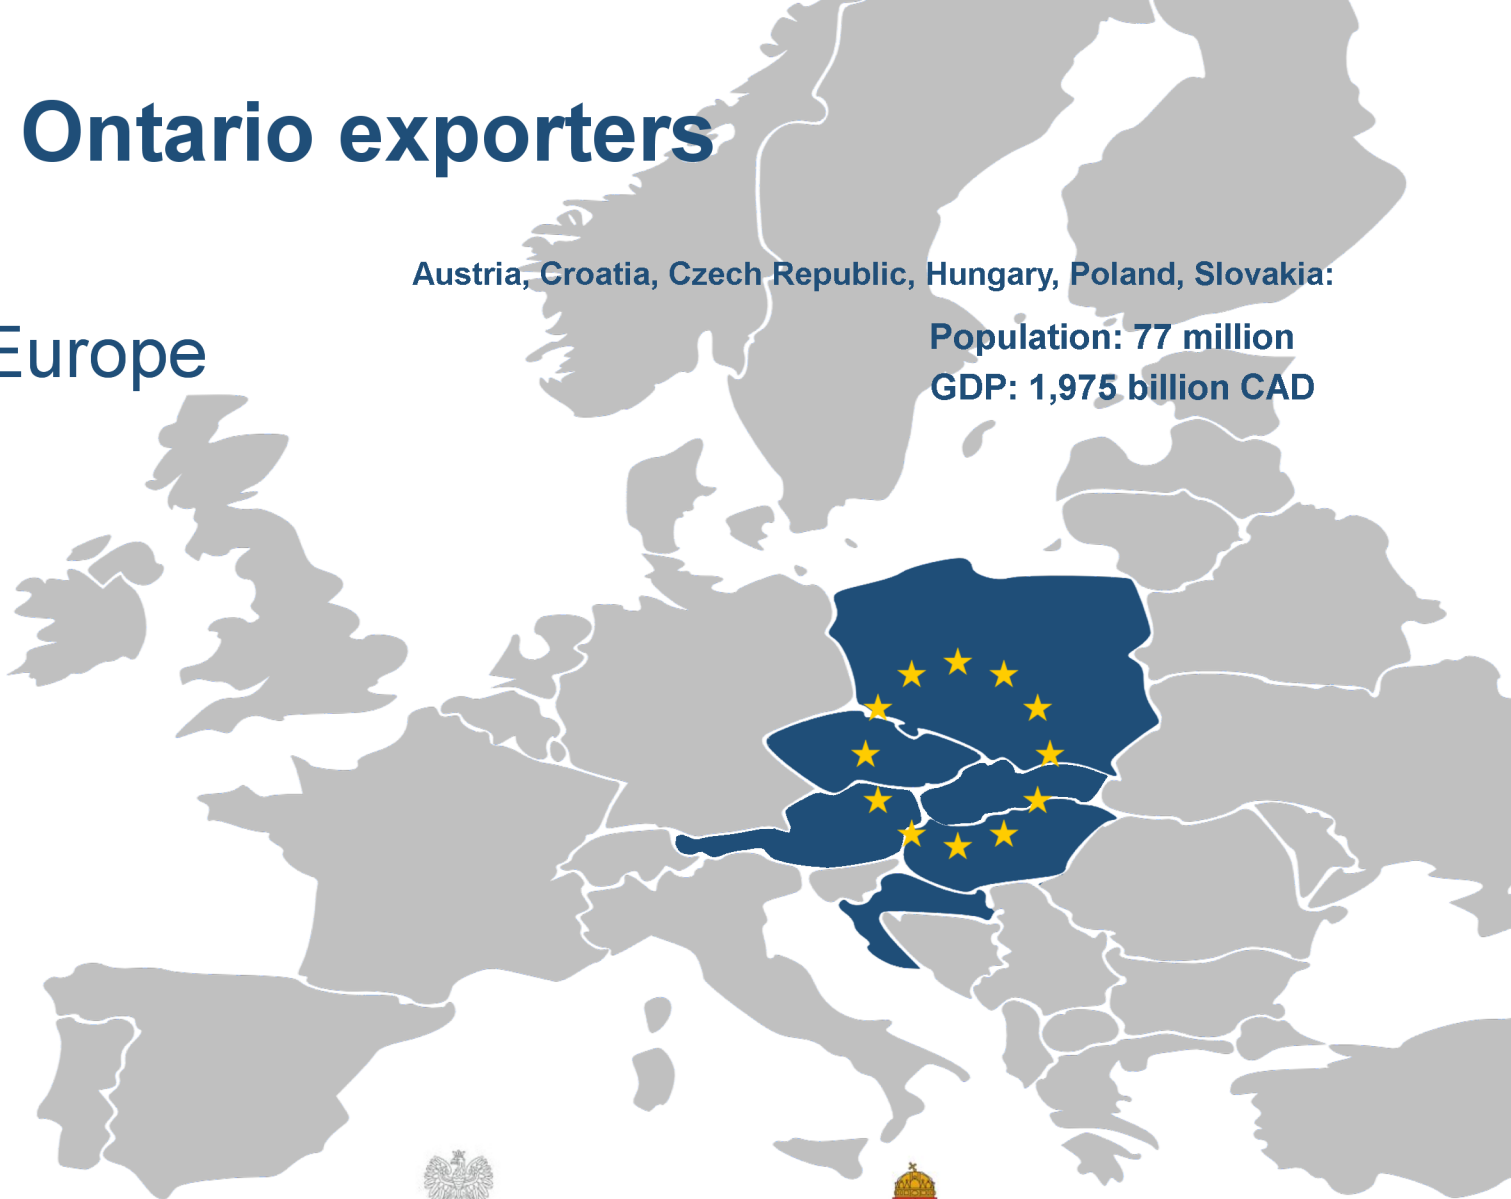 Ontario exporters
Austria, Croatia, Czech Republic, Hungary, Poland, Slovakia:
Population: 77 million
Europe
GDP: 1,975 billion CAD